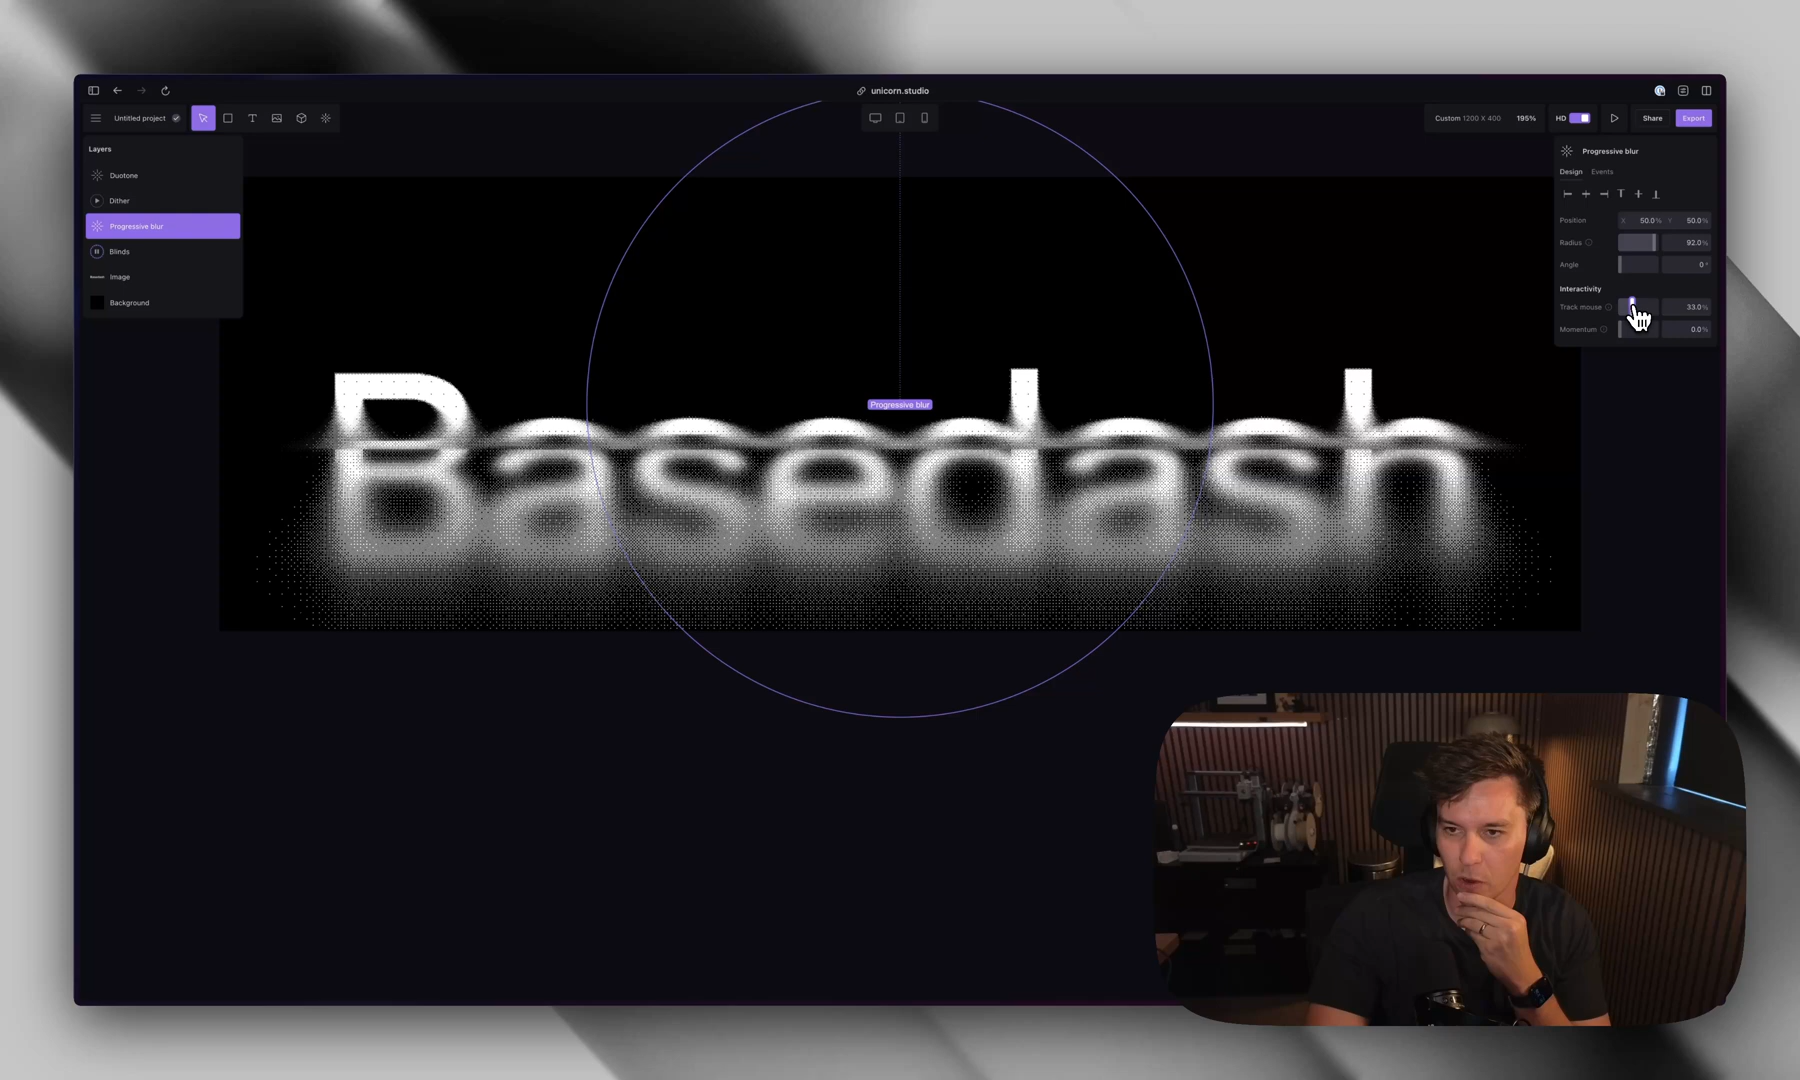 unicorn.studio
Untitled project
Custom 1200 X 400 195% HD Share Export
Layers
Duotone
Dither
Progressive blur
Blinds
Image
Background
Progressive blur
Design Events
Position X 50.0% Y 50.0%
Radius 92.0%
Angle 0°
Interactivity
Track mouse 33.0%
Momentum 0.0%
Progressive blur
Basedash